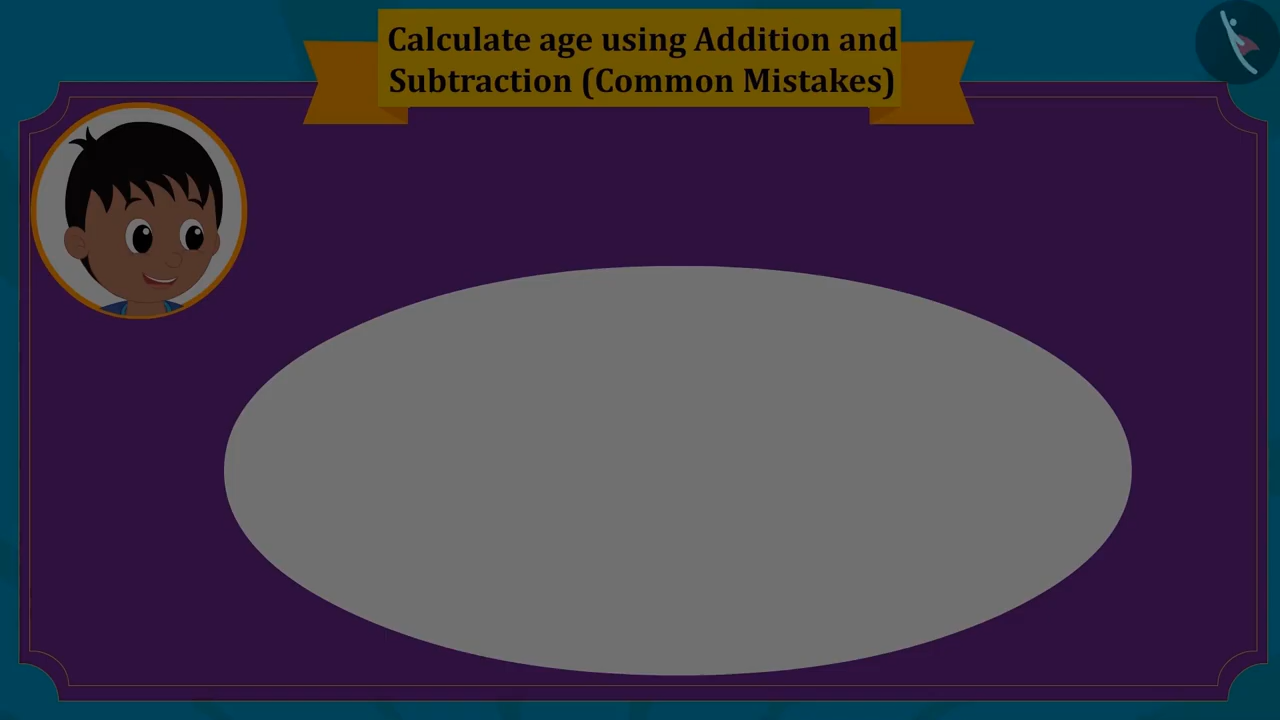 Calculate age using Addition and
Subtraction (Common Mistakes)